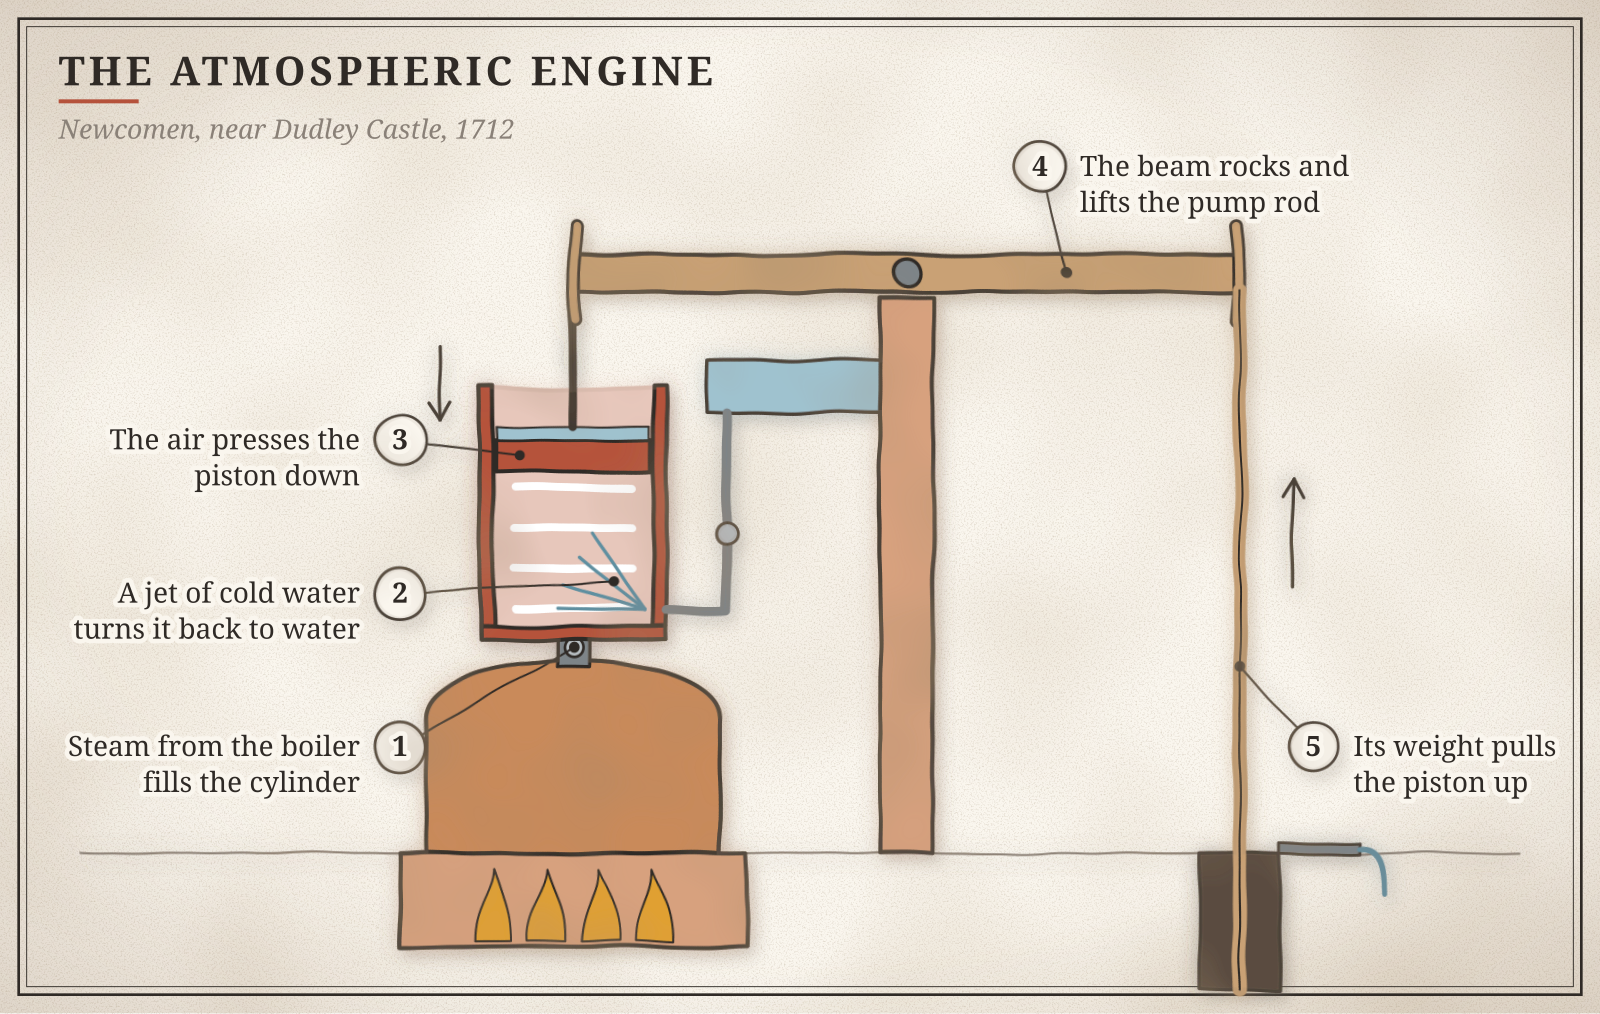 THE ATMOSPHERIC ENGINE
Newcomen, near Dudley Castle, 1712
4
The beam rocks and
lifts the pump rod
3
The air presses the
piston down
2
A jet of cold water
turns it back to water
1
Steam from the boiler
fills the cylinder
5
Its weight pulls
the piston up